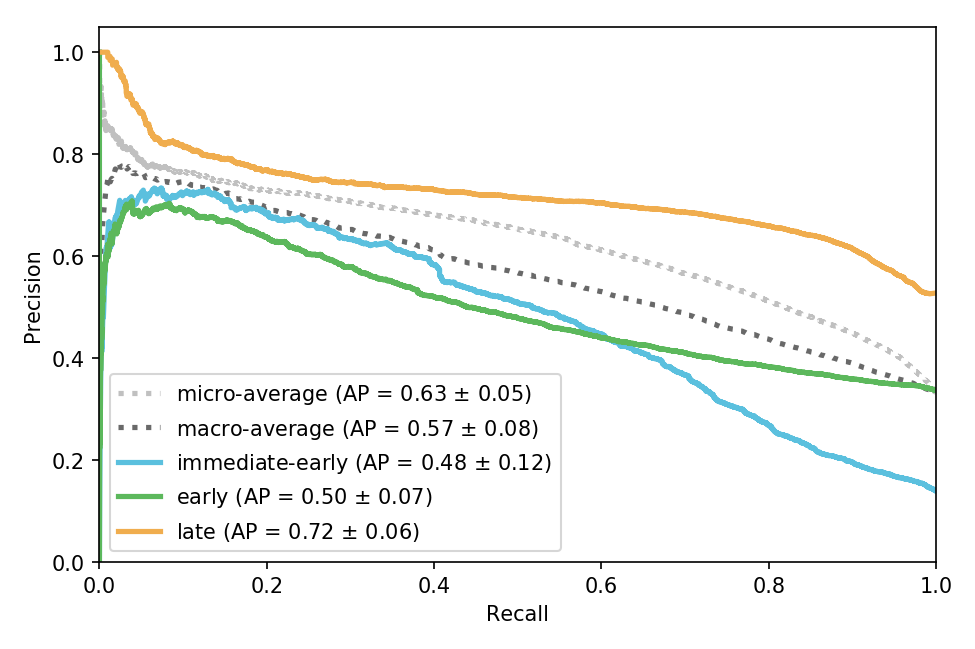 1.0
0.8
0.6
0.4
0.2
0.0
Precision
micro-average (AP = 0.63 ± 0.05)
macro-average (AP = 0.57 ± 0.08)
immediate-early (AP = 0.48 ± 0.12)
early (AP = 0.50 ± 0.07)
late (AP = 0.72 ± 0.06)
0.0 0.2 0.4 0.6 0.8 1.0
Recall